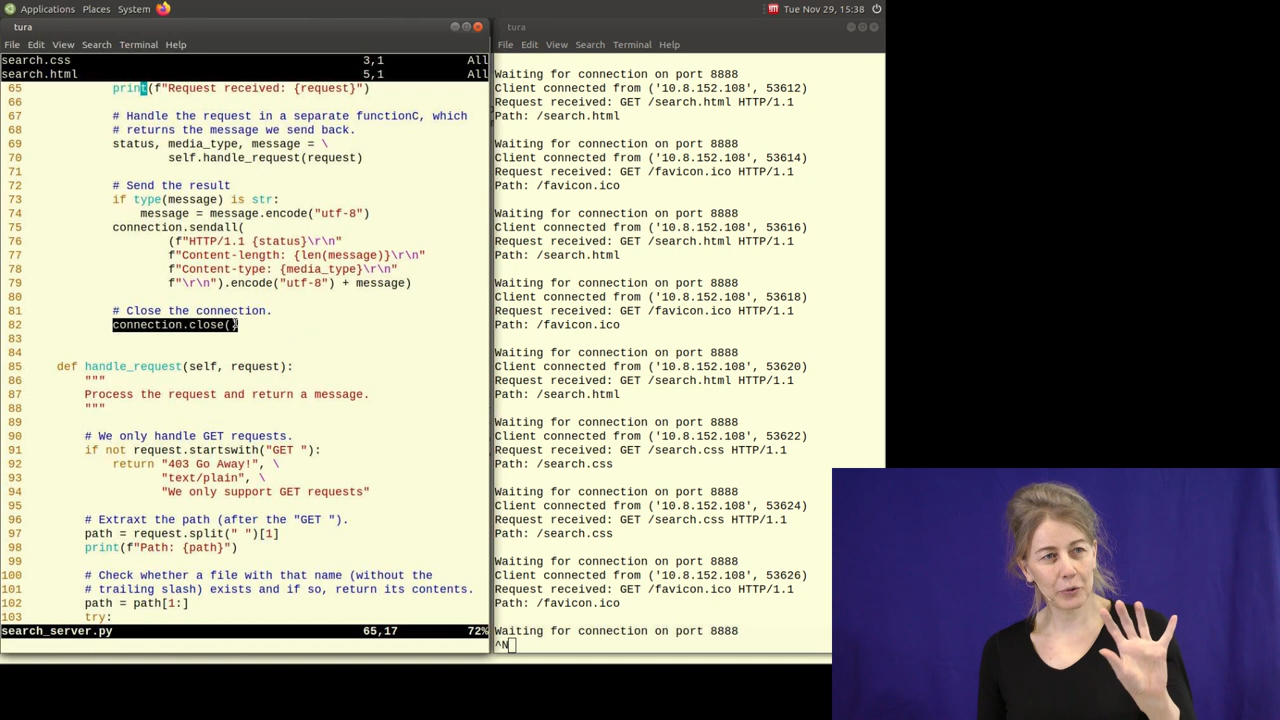 Applications Places System
Tue Nov 29, 15:38
tura
File Edit View Search Terminal Help
search.css 3,1 All
search.html 5,1 All
65 print(f"Request received: {request}")
66
67 # Handle the request in a separate functionC, which
68 # returns the message we send back.
69 status, media_type, message = \
70 self.handle_request(request)
71
72 # Send the result
73 if type(message) is str:
74 message = message.encode("utf-8")
75 connection.sendall(
76 (f"HTTP/1.1 {status}\r\n"
77 f"Content-length: {len(message)}\r\n"
78 f"Content-type: {media_type}\r\n"
79 f"\r\n").encode("utf-8") + message)
80
81 # Close the connection.
82 connection.close()
83
84
85 def handle_request(self, request):
86 """
87 Process the request and return a message.
88 """
89
90 # We only handle GET requests.
91 if not request.startswith("GET "):
92 return "403 Go Away!", \
93 "text/plain", \
94 "We only support GET requests"
95
96 # Extraxt the path (after the "GET ").
97 path = request.split(" ")[1]
98 print(f"Path: {path}")
99
100 # Check whether a file with that name (without the
101 # trailing slash) exists and if so, return its contents.
102 path = path[1:]
103 try:
search_server.py 65,17 72%
tura
File Edit View Search Terminal Help
Waiting for connection on port 8888
Client connected from ('10.8.152.108', 53612)
Request received: GET /search.html HTTP/1.1
Path: /search.html
Waiting for connection on port 8888
Client connected from ('10.8.152.108', 53614)
Request received: GET /favicon.ico HTTP/1.1
Path: /favicon.ico
Waiting for connection on port 8888
Client connected from ('10.8.152.108', 53616)
Request received: GET /search.html HTTP/1.1
Path: /search.html
Waiting for connection on port 8888
Client connected from ('10.8.152.108', 53618)
Request received: GET /favicon.ico HTTP/1.1
Path: /favicon.ico
Waiting for connection on port 8888
Client connected from ('10.8.152.108', 53620)
Request received: GET /search.html HTTP/1.1
Path: /search.html
Waiting for connection on port 8888
Client connected from ('10.8.152.108', 53622)
Request received: GET /search.css HTTP/1.1
Path: /search.css
Waiting for connection on port 8888
Client connected from ('10.8.152.108', 53624)
Request received: GET /search.css HTTP/1.1
Path: /search.css
Waiting for connection on port 8888
Client connected from ('10.8.152.108', 53626)
Request received: GET /favicon.ico HTTP/1.1
Path: /favicon.ico
Waiting for connection on port 8888
^N